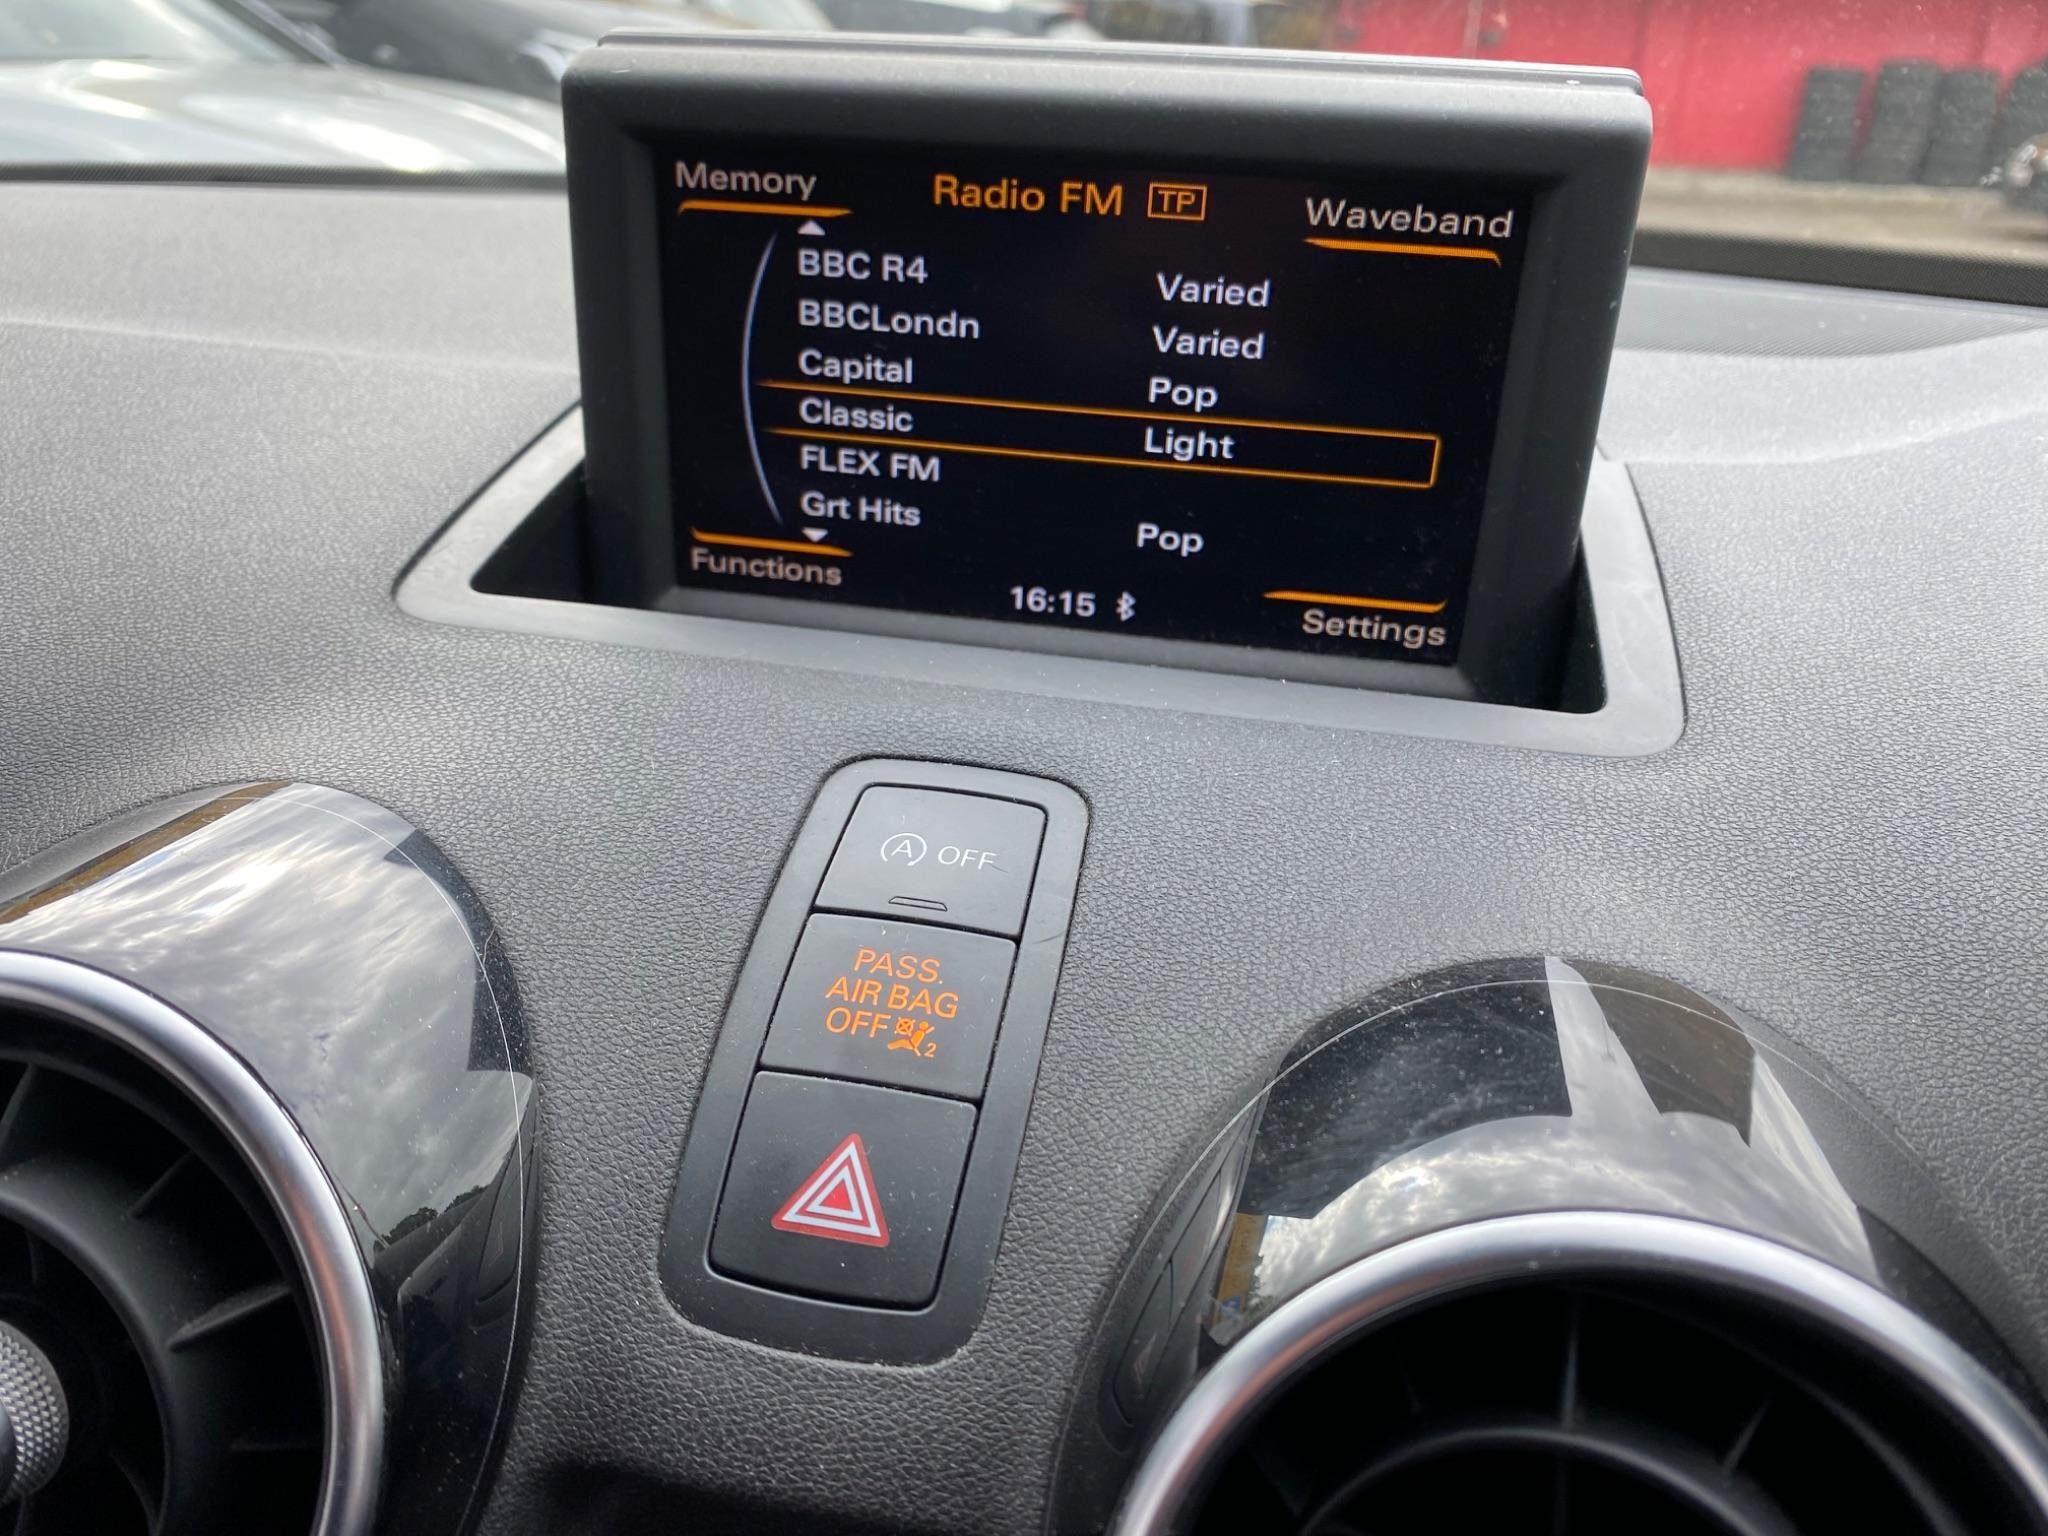 Memory
Radio FM TP
Waveband
BBC R4 Varied
BBCLondn Varied
Capital Pop
Classic Light
FLEX FM
Grt Hits Pop
Functions
16:15
Settings
A OFF
PASS.
AIR BAG
OFF 2